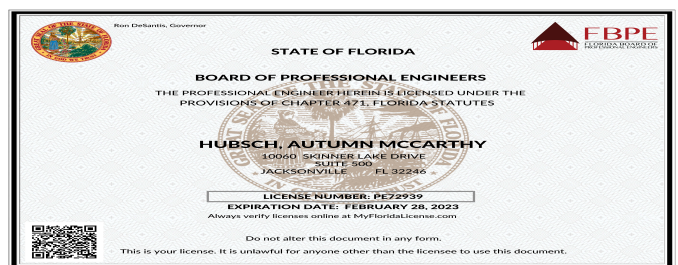 Ron DeSantis, Governor
FBPE
FLORIDA BOARD OF
PROFESSIONAL ENGINEERS
STATE OF FLORIDA
BOARD OF PROFESSIONAL ENGINEERS
THE PROFESSIONAL ENGINEER HEREIN IS LICENSED UNDER THE
PROVISIONS OF CHAPTER 471, FLORIDA STATUTES
HUBSCH, AUTUMN MCCARTHY
10060 SKINNER LAKE DRIVE
SUITE 500
JACKSONVILLE FL 32246
LICENSE NUMBER: PE72939
EXPIRATION DATE: FEBRUARY 28, 2023
Always verify licenses online at MyFloridaLicense.com
Do not alter this document in any form.
This is your license. It is unlawful for anyone other than the licensee to use this document.